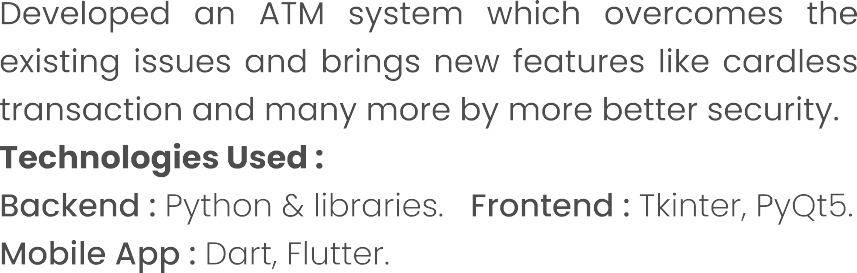 Developed an ATM system which overcomes the
existing issues and brings new features like cardless
transaction and many more by more better security.
Technologies Used :
Backend : Python & libraries. Frontend : Tkinter, PyQt5.
Mobile App : Dart, Flutter.